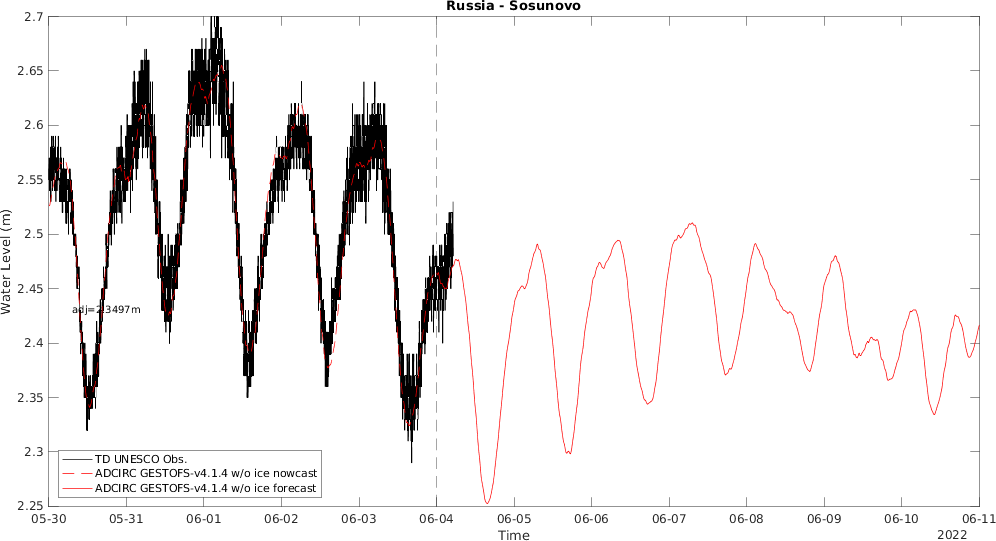 Russia - Sosunovo
2.7
2.65
2.6
2.55
2.5
2.45
2.4
2.35
2.3
2.25
Water Level (m)
adj=2.3497m
TD UNESCO Obs.
ADCIRC GESTOFS-v4.1.4 w/o ice nowcast
ADCIRC GESTOFS-v4.1.4 w/o ice forecast
05-30 05-31 06-01 06-02 06-03 06-04 06-05 06-06 06-07 06-08 06-09 06-10 06-11
Time
2022